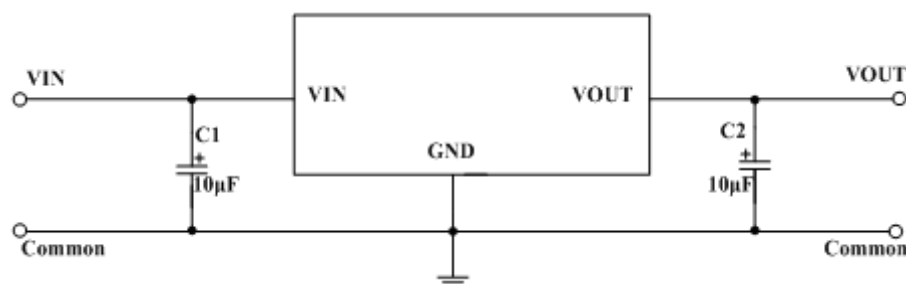 VIN
VIN
VOUT
VOUT
C1
+
10μF
GND
C2
+
10μF
Common
Common